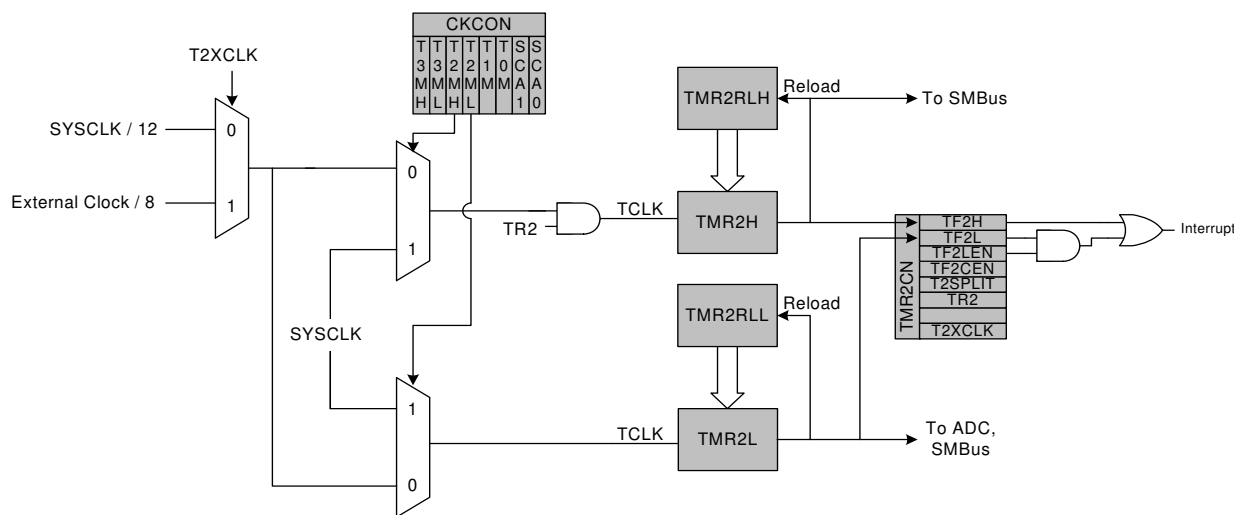 CKCON
T3MH
T3ML
T2MH
T2ML
T1M
T0M
SCA1
SCA0
T2XCLK
0
SYSCLK / 12
1
External Clock / 8
0
1
SYSCLK
1
0
TR2
TCLK
TMR2RLH
Reload
To SMBus
TMR2H
TMR2CN
TF2H
TF2L
TF2LEN
TF2CEN
T2SPLIT
TR2
T2XCLK
Interrupt
TMR2RLL
Reload
TCLK
TMR2L
To ADC,
SMBus